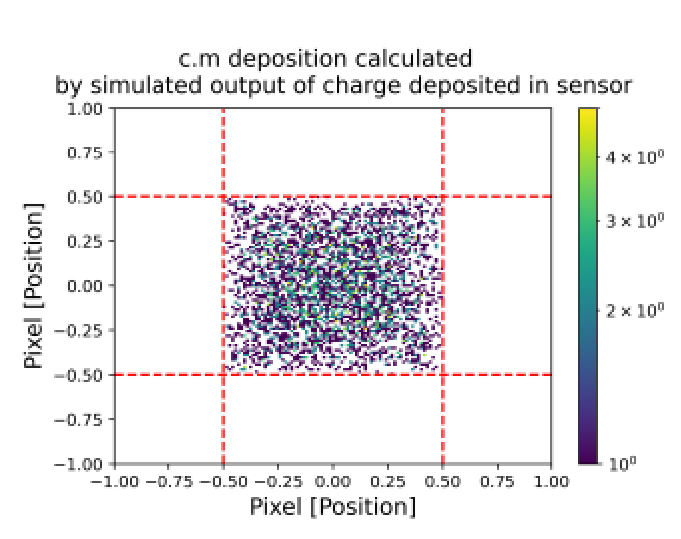 c.m deposition calculated
by simulated output of charge deposited in sensor
1.00
0.75
0.50
0.25
0.00
−0.25
−0.50
−0.75
−1.00
Pixel [Position]
−1.00 −0.75 −0.50 −0.25 0.00 0.25 0.50 0.75 1.00
Pixel [Position]
4 × 10⁰
3 × 10⁰
2 × 10⁰
10⁰